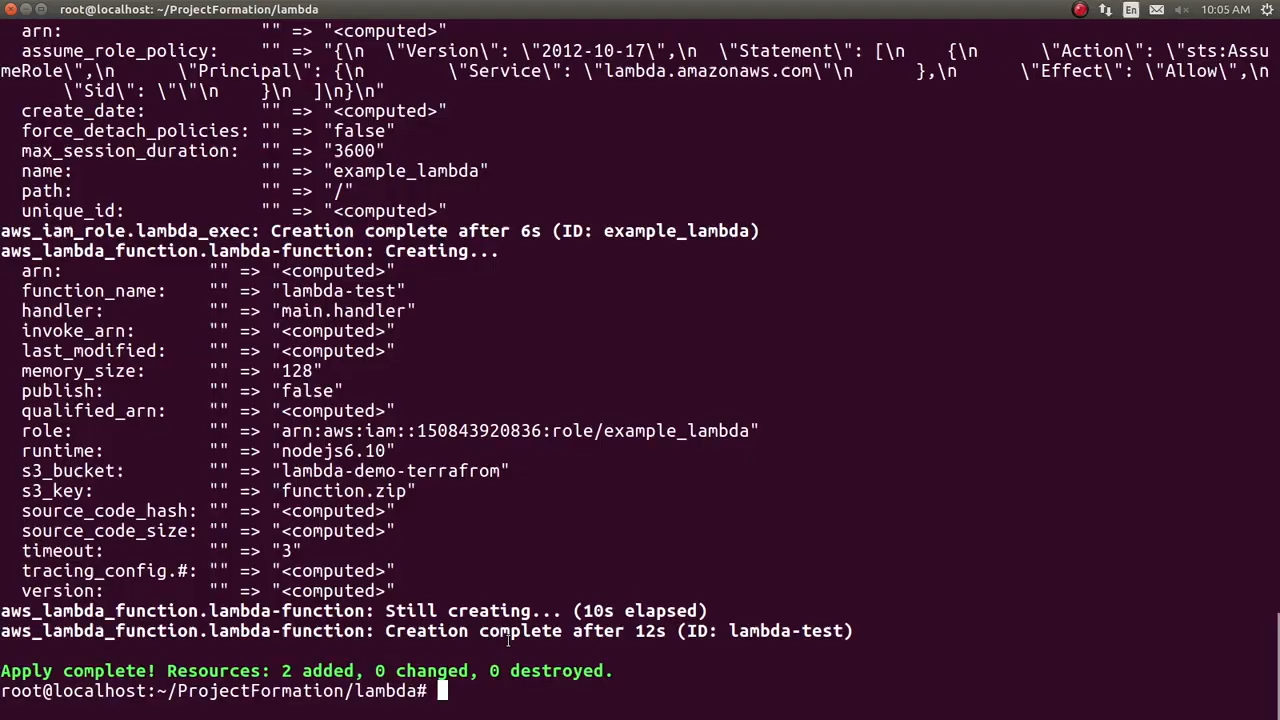 root@localhost: ~/ProjectFormation/lambda
En
10:05 AM
arn: "" => "<computed>"
assume_role_policy: "" => "{\n \"Version\": \"2012-10-17\",\n \"Statement\": [\n {\n \"Action\": \"sts:Assu
meRole\",\n \"Principal\": {\n \"Service\": \"lambda.amazonaws.com\"\n },\n \"Effect\": \"Allow\",\n
\"Sid\": \"\"\n }\n ]\n}\n"
create_date: "" => "<computed>"
force_detach_policies: "" => "false"
max_session_duration: "" => "3600"
name: "" => "example_lambda"
path: "" => "/"
unique_id: "" => "<computed>"
aws_iam_role.lambda_exec: Creation complete after 6s (ID: example_lambda)
aws_lambda_function.lambda-function: Creating...
arn: "" => "<computed>"
function_name: "" => "lambda-test"
handler: "" => "main.handler"
invoke_arn: "" => "<computed>"
last_modified: "" => "<computed>"
memory_size: "" => "128"
publish: "" => "false"
qualified_arn: "" => "<computed>"
role: "" => "arn:aws:iam::150843920836:role/example_lambda"
runtime: "" => "nodejs6.10"
s3_bucket: "" => "lambda-demo-terrafrom"
s3_key: "" => "function.zip"
source_code_hash: "" => "<computed>"
source_code_size: "" => "<computed>"
timeout: "" => "3"
tracing_config.#: "" => "<computed>"
version: "" => "<computed>"
aws_lambda_function.lambda-function: Still creating... (10s elapsed)
aws_lambda_function.lambda-function: Creation complete after 12s (ID: lambda-test)
Apply complete! Resources: 2 added, 0 changed, 0 destroyed.
root@localhost:~/ProjectFormation/lambda#